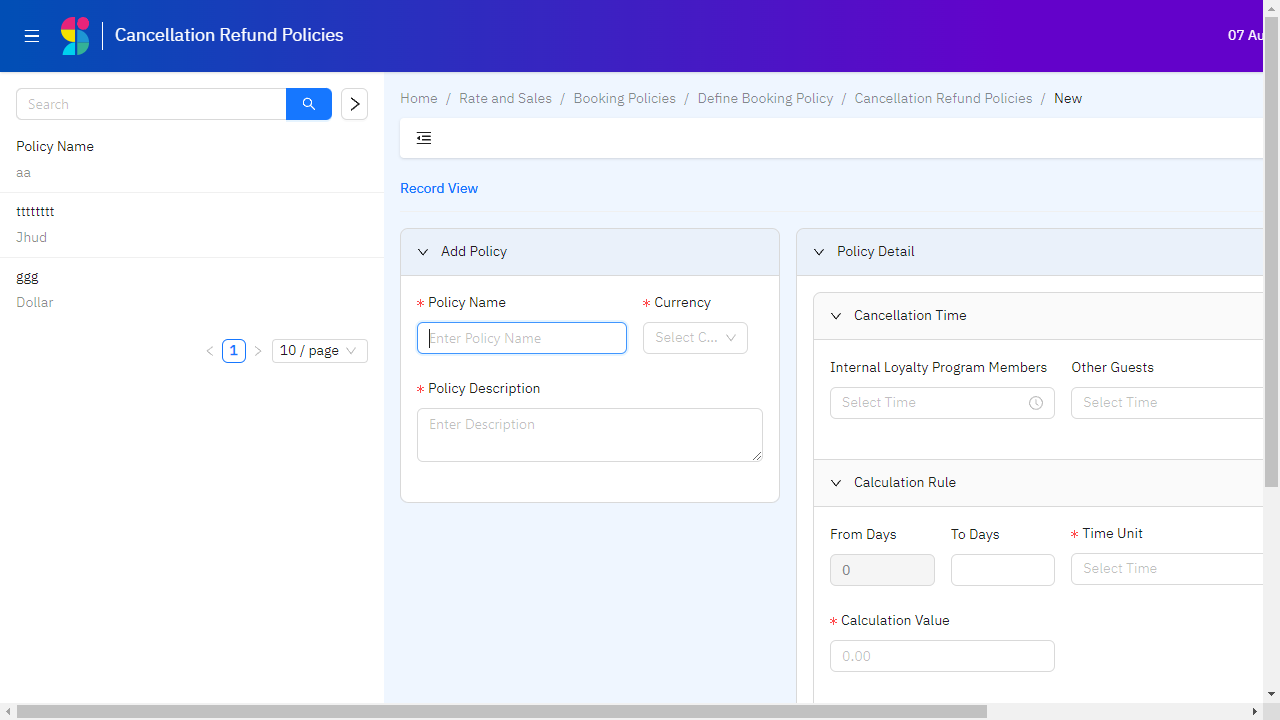 Cancellation Refund Policies
07 Au
Search
Policy Name
aa
tttttttt
Jhud
ggg
Dollar
1
10 / page
Home / Rate and Sales / Booking Policies / Define Booking Policy / Cancellation Refund Policies / New
Record View
Add Policy
* Policy Name
* Currency
Enter Policy Name
Select C...
* Policy Description
Enter Description
Policy Detail
Cancellation Time
Internal Loyalty Program Members
Other Guests
Select Time
Select Time
Calculation Rule
From Days
To Days
* Time Unit
0
Select Time
* Calculation Value
0.00